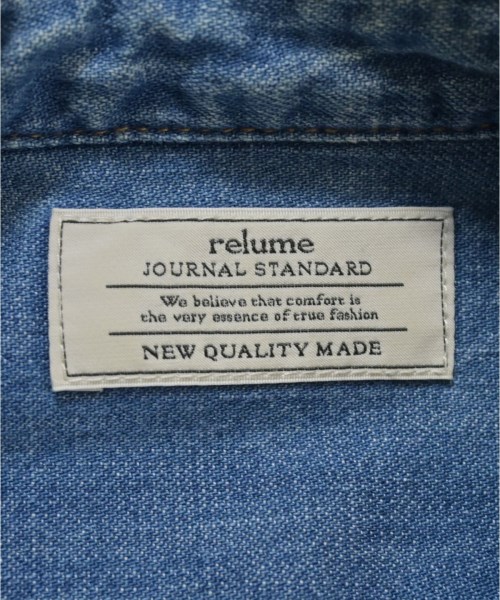 relume
JOURNAL STANDARD
We believe that comfort is
the very essence of true fashion
NEW QUALITY MADE